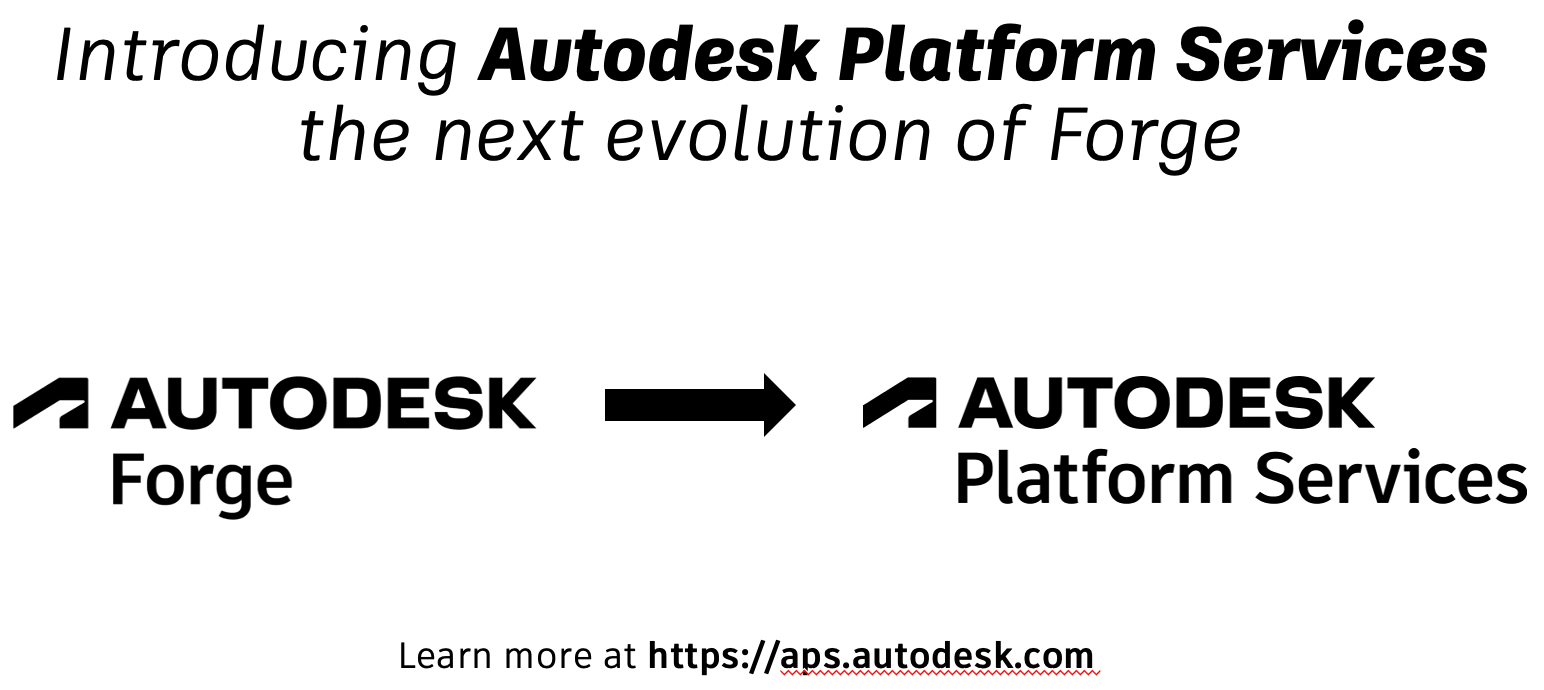 Introducing Autodesk Platform Services
the next evolution of Forge
AUTODESK
Forge
AUTODESK
Platform Services
Learn more at https://aps.autodesk.com